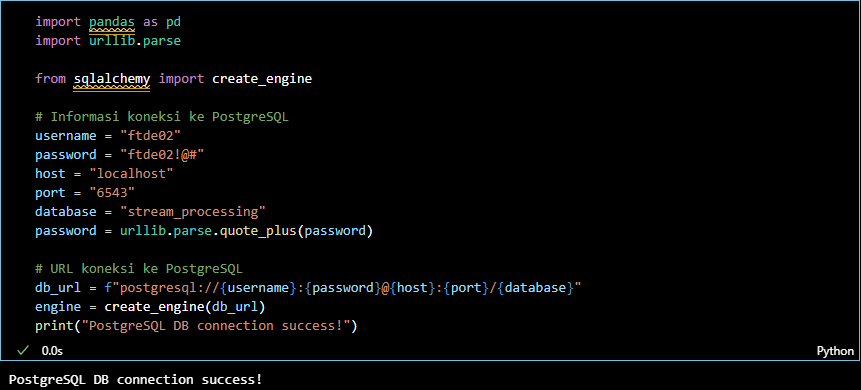 import pandas as pd
import urllib.parse
from sqlalchemy import create_engine
# Informasi koneksi ke PostgreSQL
username = "ftde02"
password = "ftde02!@#"
host = "localhost"
port = "6543"
database = "stream_processing"
password = urllib.parse.quote_plus(password)
# URL koneksi ke PostgreSQL
db_url = f"postgresql://{username}:{password}@{host}:{port}/{database}"
engine = create_engine(db_url)
print("PostgreSQL DB connection success!")
0.0s Python
PostgreSQL DB connection success!